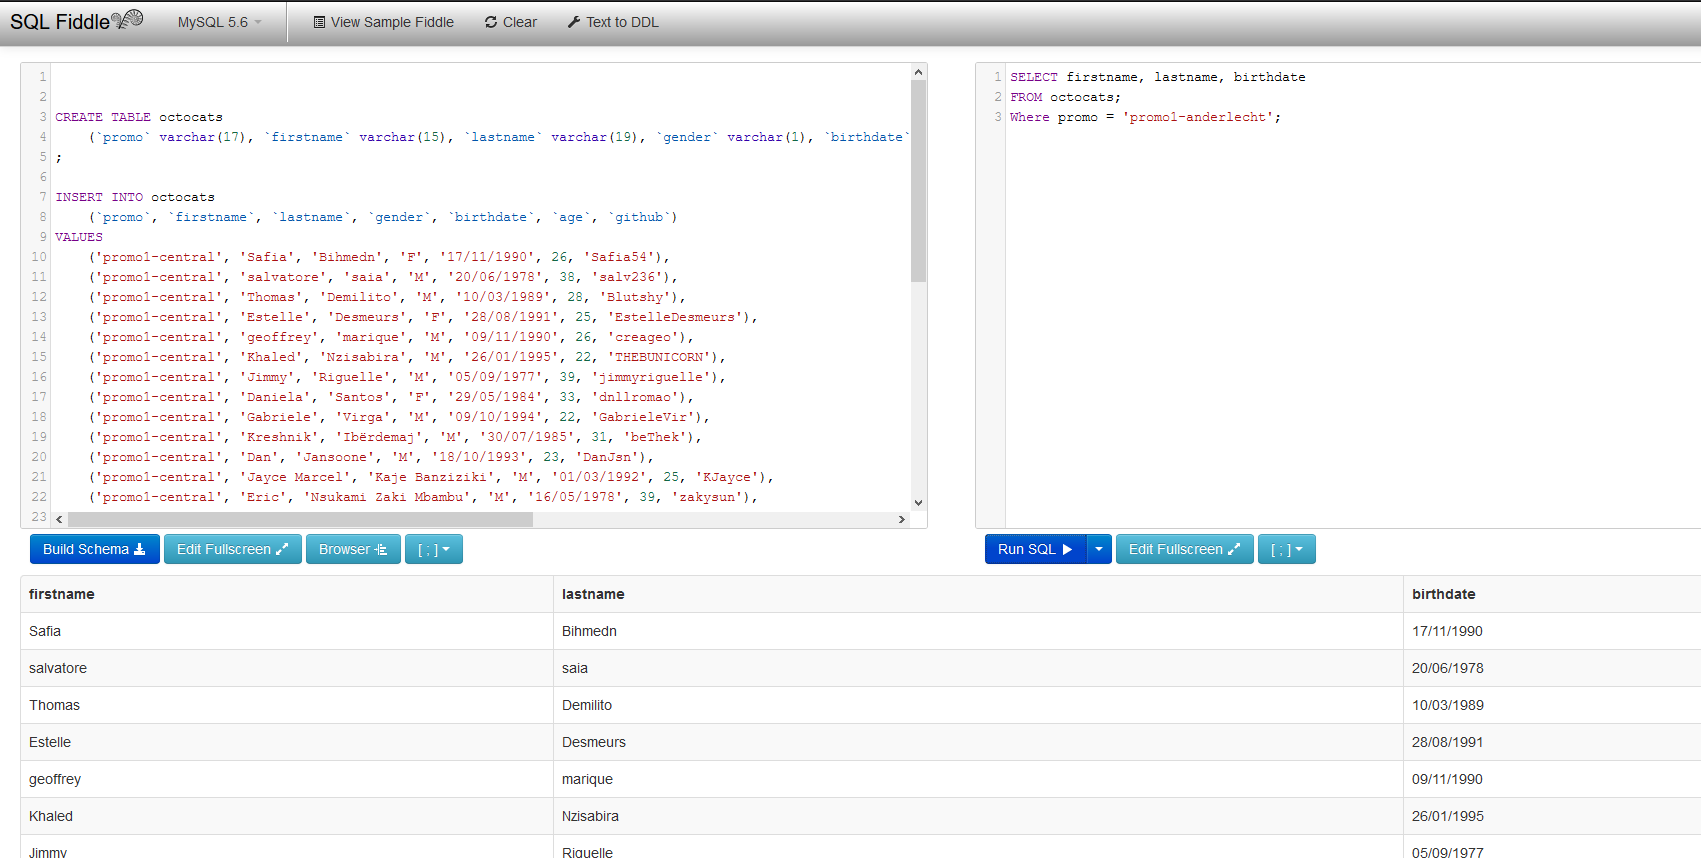 SQL Fiddle MySQL 5.6 View Sample Fiddle Clear Text to DDL
1
2
3 CREATE TABLE octocats
4 (`promo` varchar(17), `firstname` varchar(15), `lastname` varchar(19), `gender` varchar(1), `birthdate`
5 ;
6
7 INSERT INTO octocats
8 (`promo`, `firstname`, `lastname`, `gender`, `birthdate`, `age`, `github`)
9 VALUES
10 ('promo1-central', 'Safia', 'Bihmedn', 'F', '17/11/1990', 26, 'Safia54'),
11 ('promo1-central', 'salvatore', 'saia', 'M', '20/06/1978', 38, 'salv236'),
12 ('promo1-central', 'Thomas', 'Demilito', 'M', '10/03/1989', 28, 'Blutshy'),
13 ('promo1-central', 'Estelle', 'Desmeurs', 'F', '28/08/1991', 25, 'EstelleDesmeurs'),
14 ('promo1-central', 'geoffrey', 'marique', 'M', '09/11/1990', 26, 'creageo'),
15 ('promo1-central', 'Khaled', 'Nzisabira', 'M', '26/01/1995', 22, 'THEBUNICORN'),
16 ('promo1-central', 'Jimmy', 'Riguelle', 'M', '05/09/1977', 39, 'jimmyriguelle'),
17 ('promo1-central', 'Daniela', 'Santos', 'F', '29/05/1984', 33, 'dnllromao'),
18 ('promo1-central', 'Gabriele', 'Virga', 'M', '09/10/1994', 22, 'GabrieleVir'),
19 ('promo1-central', 'Kreshnik', 'Ibërdemaj', 'M', '30/07/1985', 31, 'beThek'),
20 ('promo1-central', 'Dan', 'Jansoone', 'M', '18/10/1993', 23, 'DanJsn'),
21 ('promo1-central', 'Jayce Marcel', 'Kaje Banziziki', 'M', '01/03/1992', 25, 'KJayce'),
22 ('promo1-central', 'Eric', 'Nsukami Zaki Mbambu', 'M', '16/05/1978', 39, 'zakysun'),
23
1 SELECT firstname, lastname, birthdate
2 FROM octocats;
3 Where promo = 'promo1-anderlecht';
Build Schema Edit Fullscreen Browser [ ; ]
Run SQL Edit Fullscreen [ ; ]
firstname lastname birthdate
Safia Bihmedn 17/11/1990
salvatore saia 20/06/1978
Thomas Demilito 10/03/1989
Estelle Desmeurs 28/08/1991
geoffrey marique 09/11/1990
Khaled Nzisabira 26/01/1995
Jimmy Riguelle 05/09/1977